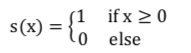 s(x) = {1 if x ≥ 0
0 else